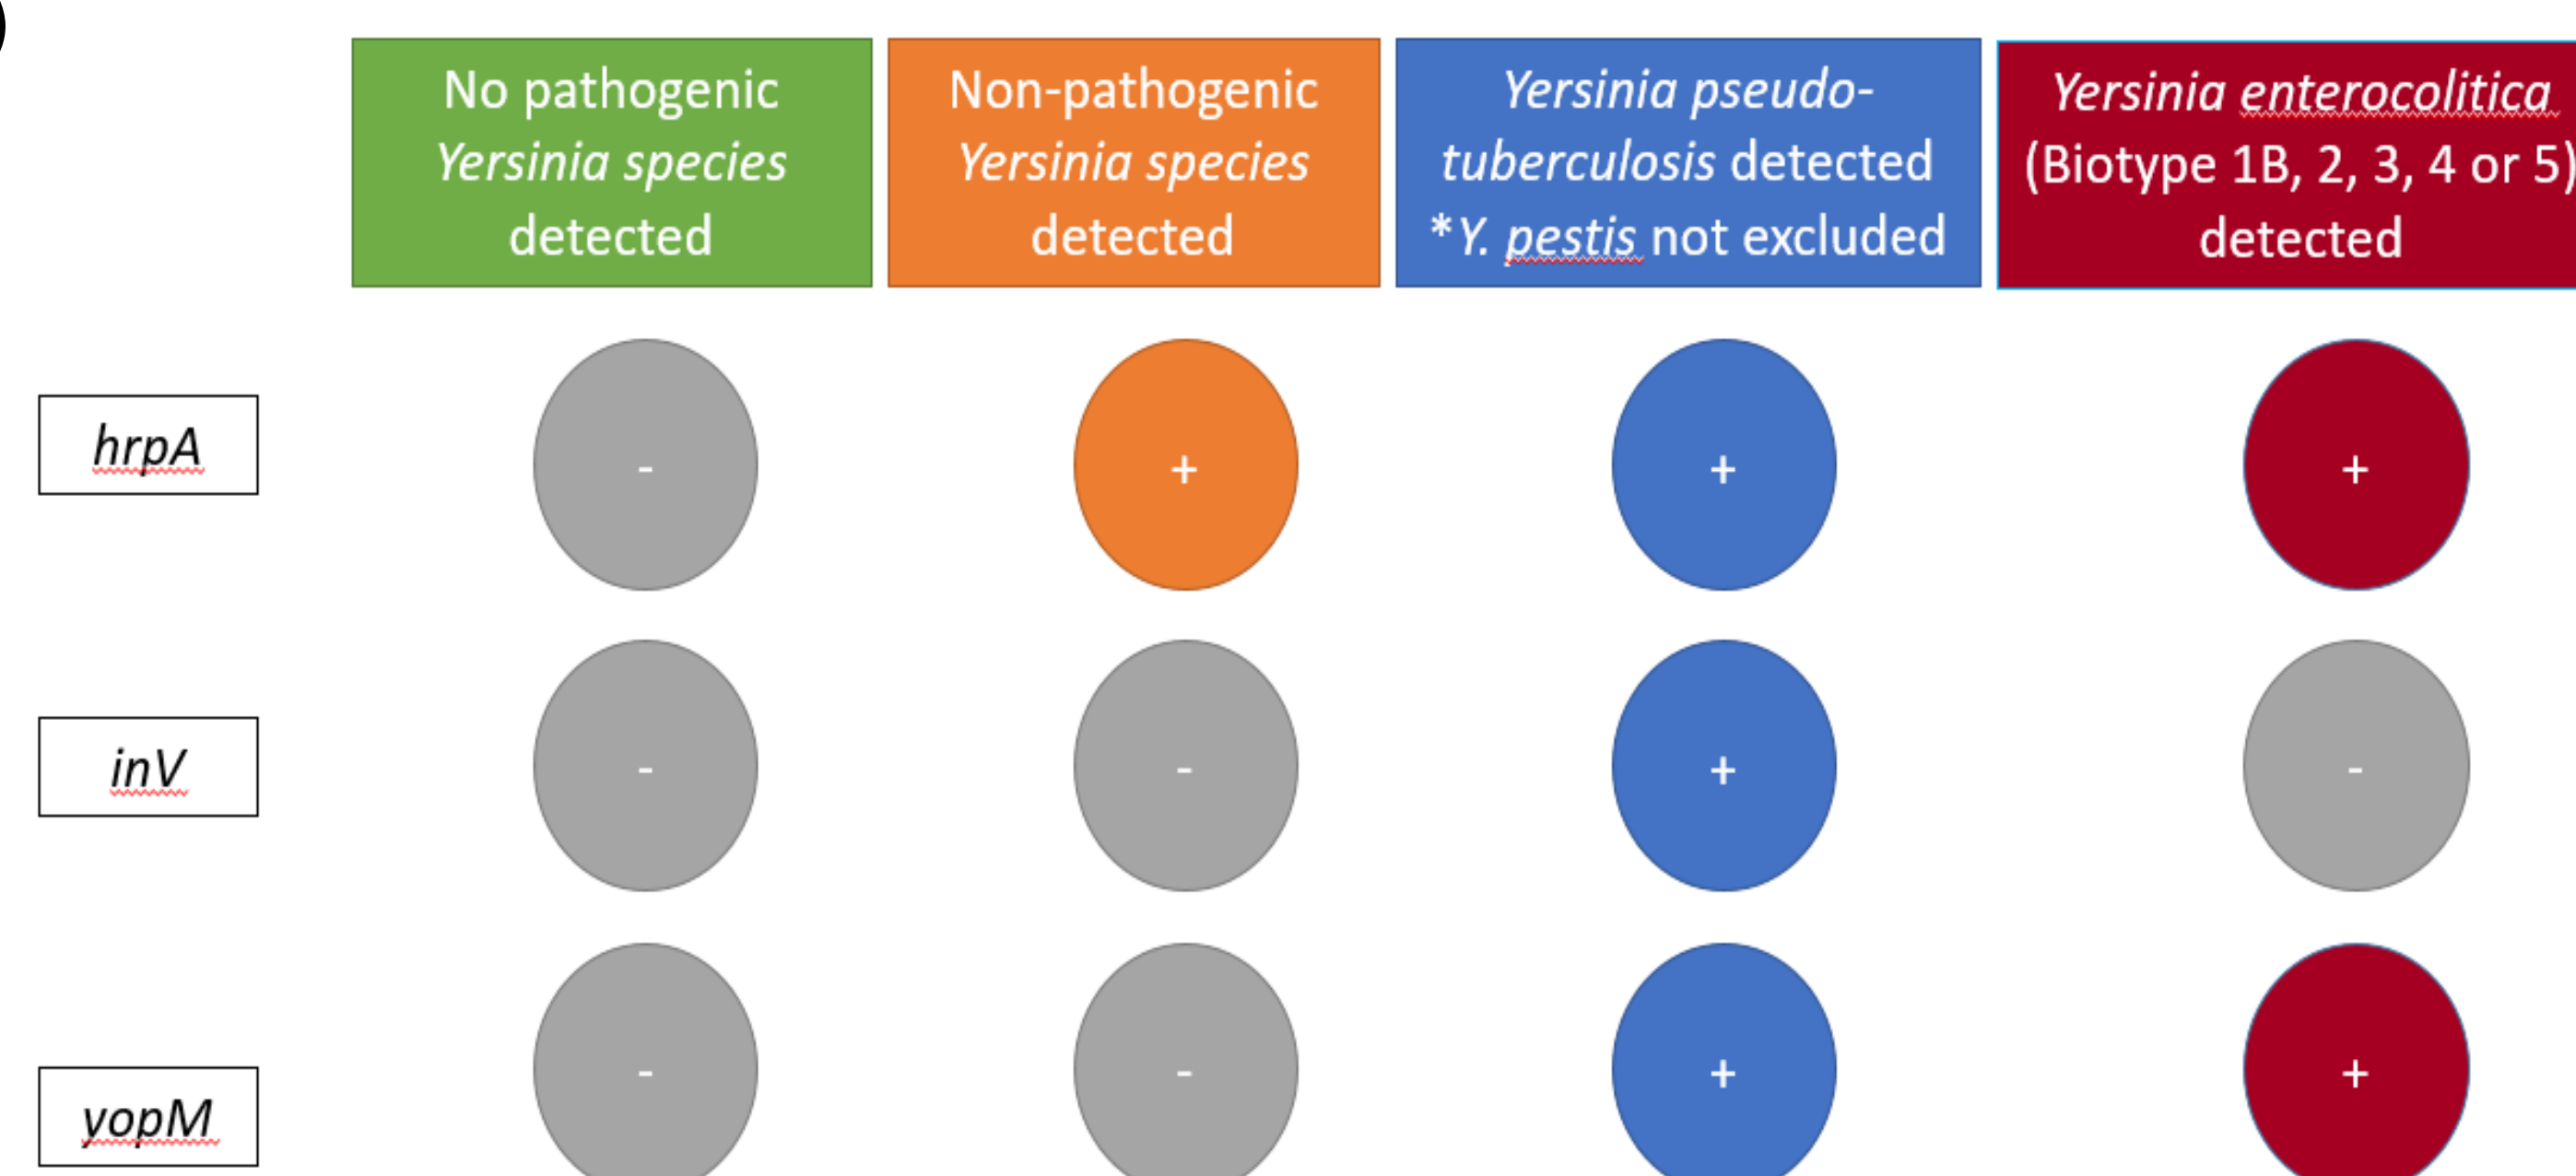 No pathogenic
Yersinia species
detected
Non-pathogenic
Yersinia species
detected
Yersinia pseudo-
tuberculosis detected
*Y. pestis not excluded
Yersinia enterocolitica
(Biotype 1B, 2, 3, 4 or 5)
detected
hrpA
-
+
+
+
inV
-
-
+
-
yopM
-
-
+
+